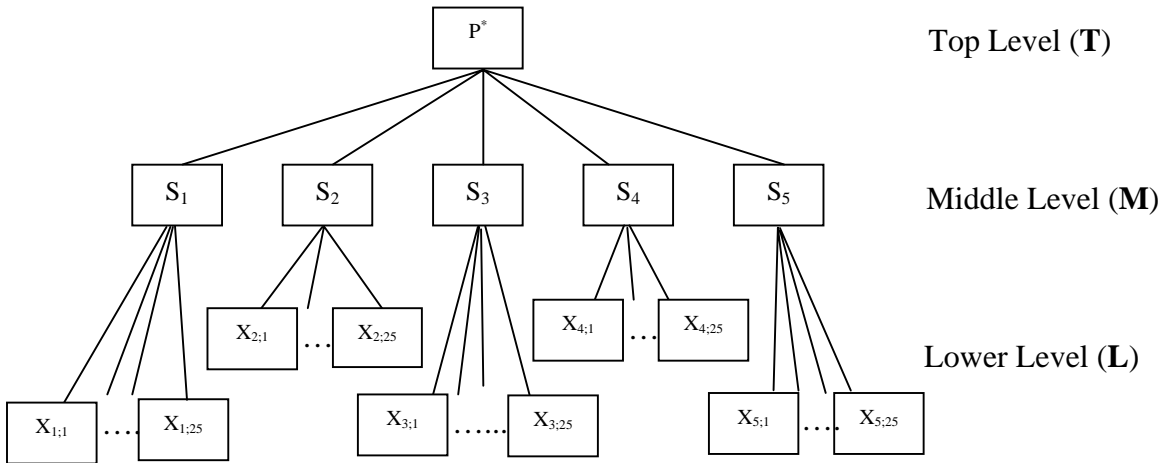 P*
Top Level (T)
S1
S2
S3
S4
S5
Middle Level (M)
X2;1
....
X2;25
X4;1
...
X4;25
Lower Level (L)
X1;1
....
X1;25
X3;1
…...
X3;25
X5;1
….
X5;25